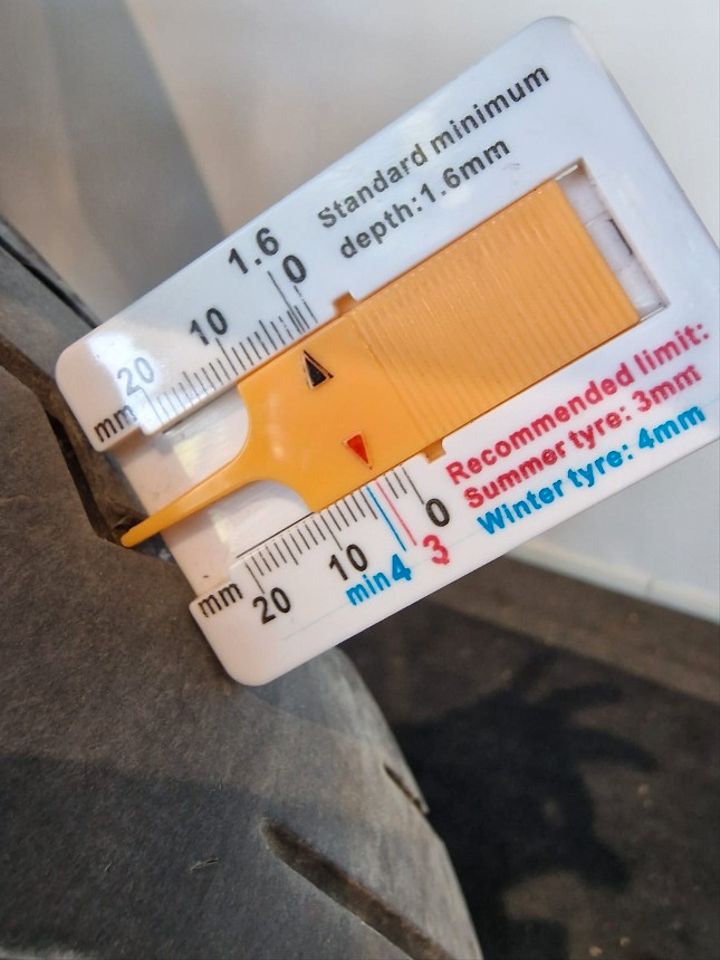 Standard minimum
depth:1.6mm
1.6
0
10
20
mm
Recommended limit:
Summer tyre: 3mm
Winter tyre: 4mm
0
3
min4
10
20
mm